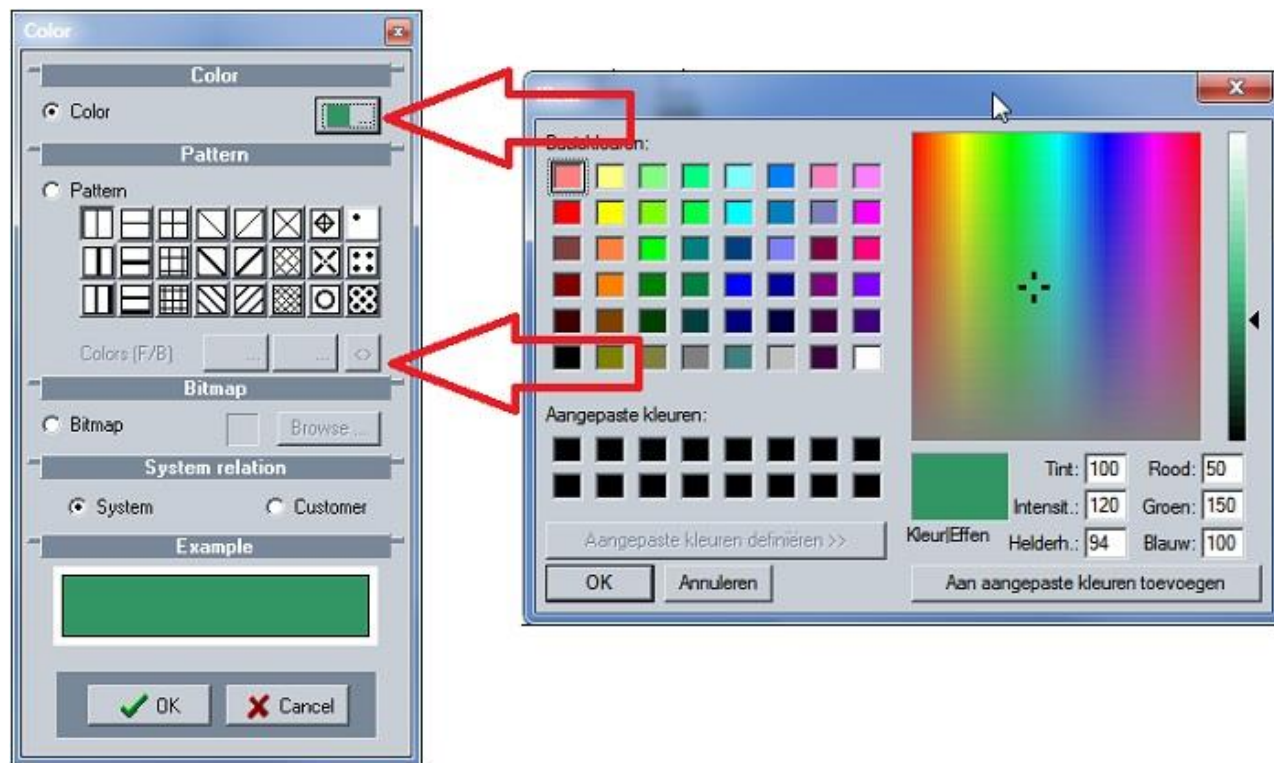 Color
Color
Color
...
Pattern
Pattern
Colors (F/B)
...
...
<>
Bitmap
Bitmap
Browse ...
System relation
System
Customer
Example
OK
Cancel
Aangepaste kleuren:
Aangepaste kleuren definiëren >>
OK
Annuleren
Kleur|Effen
Tint: 100
Rood: 50
Intensit.: 120
Groen: 150
Helderh.: 94
Blauw: 100
Aan aangepaste kleuren toevoegen